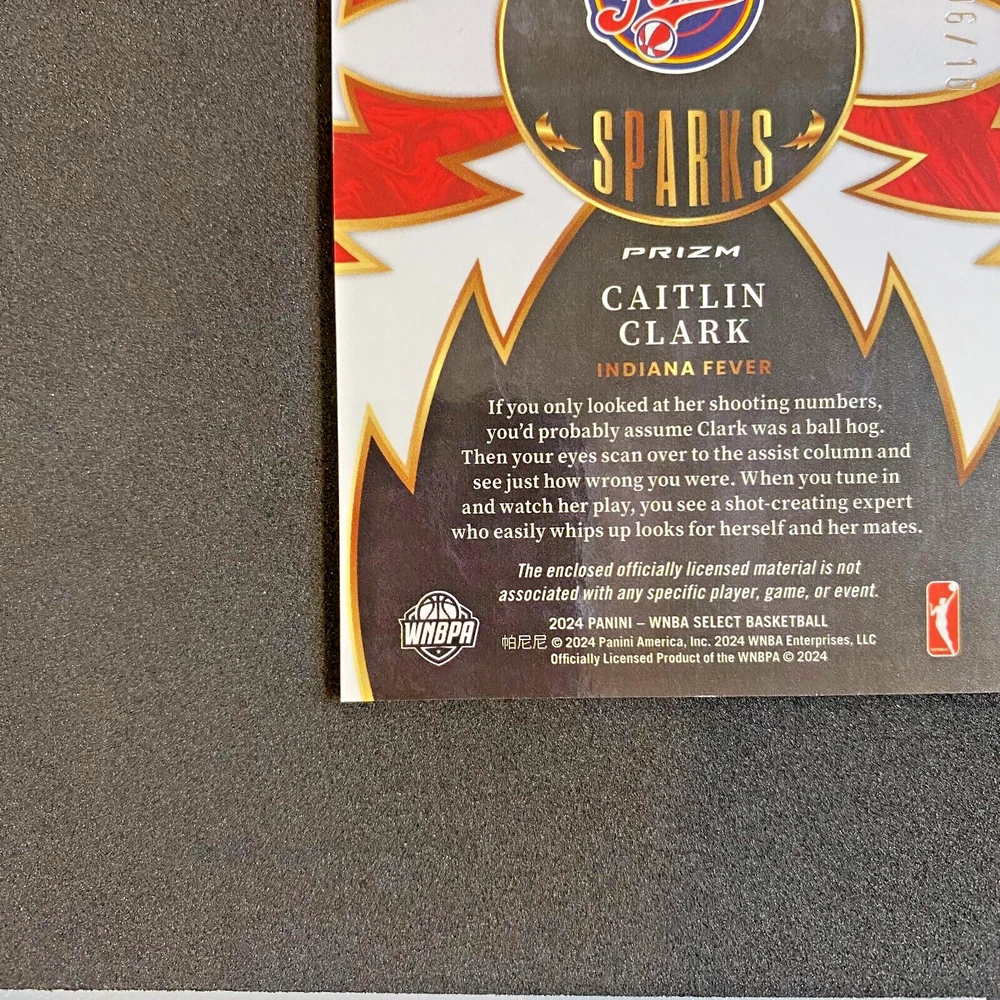 06/10
SPARKS
PRIZM
CAITLIN
CLARK
INDIANA FEVER
If you only looked at her shooting numbers,
you'd probably assume Clark was a ball hog.
Then your eyes scan over to the assist column and
see just how wrong you were. When you tune in
and watch her play, you see a shot-creating expert
who easily whips up looks for herself and her mates.
The enclosed officially licensed material is not
associated with any specific player, game, or event.
WNBPA
2024 PANINI – WNBA SELECT BASKETBALL
帕尼尼 © 2024 Panini America, Inc. 2024 WNBA Enterprises, LLC
Officially Licensed Product of the WNBPA © 2024